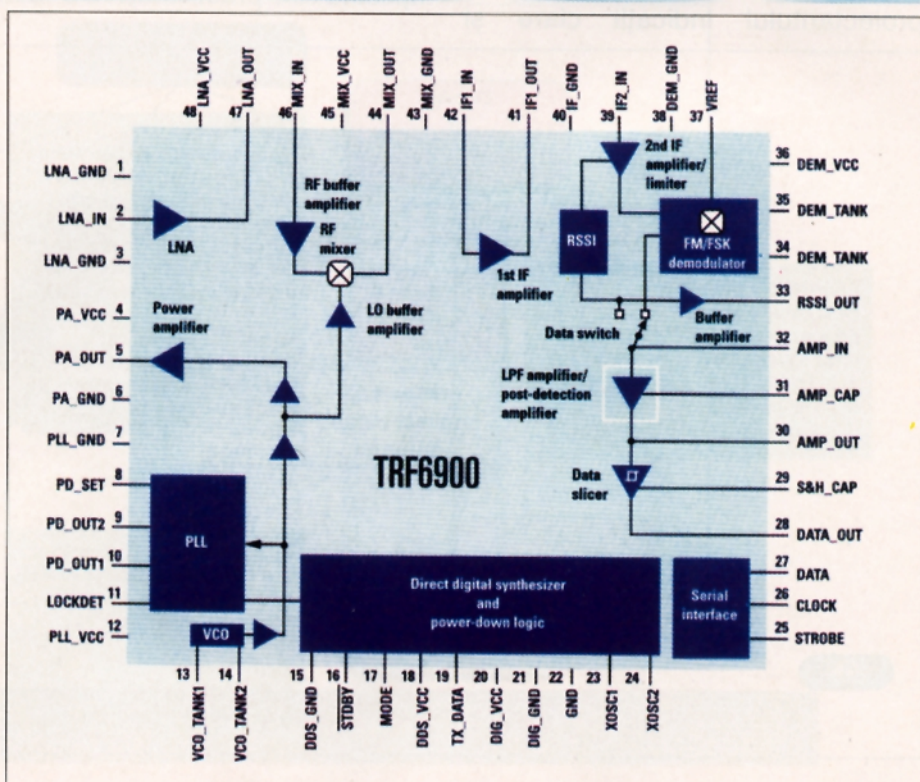 48 LNA_VCC
47 LNA_OUT
46 MIX_IN
45 MIX_VCC
44 MIX_OUT
43 MIX_GND
42 IF1_IN
41 IF1_OUT
40 IF_GND
39 IF2_IN
38 DEM_GND
37 VREF
LNA_GND 1
LNA_IN 2
LNA_GND 3
PA_VCC 4
PA_OUT 5
PA_GND 6
PLL_GND 7
PD_SET 8
PD_OUT2 9
PD_OUT1 10
LOCKDET 11
PLL_VCC 12
LNA
RF buffer
amplifier
RF
mixer
LO buffer
amplifier
Power
amplifier
1st IF
amplifier
2nd IF
amplifier/
limiter
RSSI
FM/FSK
demodulator
Data switch
Buffer
amplifier
LPF amplifier/
post-detection
amplifier
TRF6900
Data
slicer
PLL
VCO
Direct digital synthesizer
and
power-down logic
Serial
interface
36 DEM_VCC
35 DEM_TANK
34 DEM_TANK
33 RSSI_OUT
32 AMP_IN
31 AMP_CAP
30 AMP_OUT
29 S&H_CAP
28 DATA_OUT
27 DATA
26 CLOCK
25 STROBE
13 VCO_TANK1
14 VCO_TANK2
15 DDS_GND
16 STDBY
17 MODE
18 DDS_VCC
19 TX_DATA
20 DIG_VCC
21 DIG_GND
22 GND
23 XOSC1
24 XOSC2